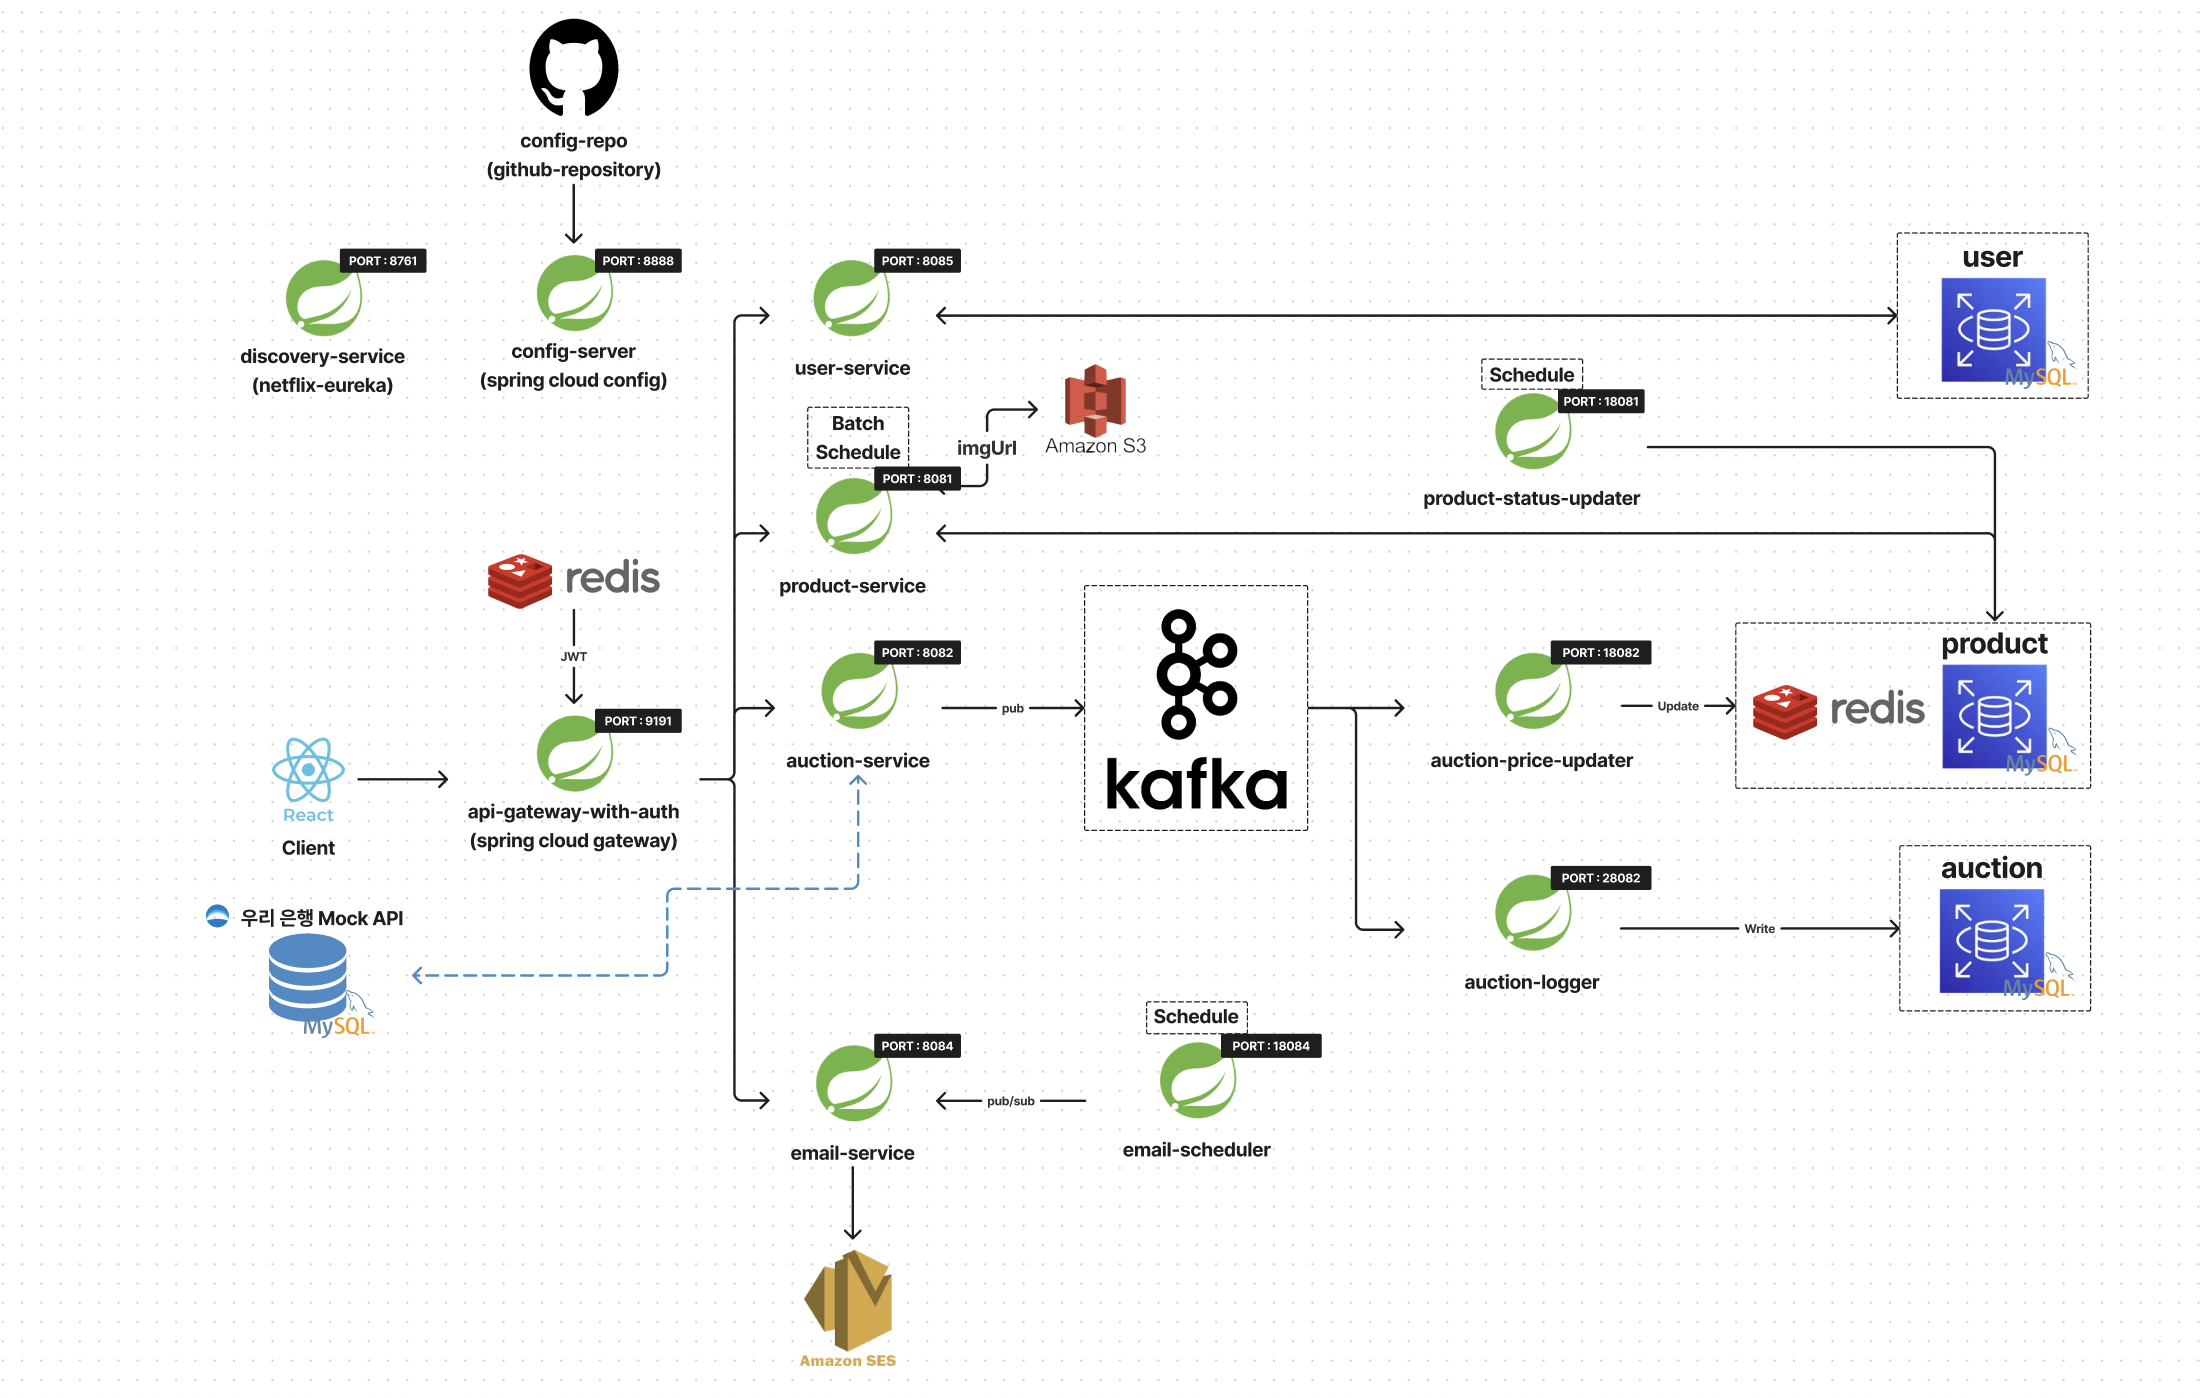 config-repo
(github-repository)
PORT : 8761
discovery-service
(netflix-eureka)
PORT : 8888
config-server
(spring cloud config)
PORT : 8085
user-service
user
MySQL
Batch
Schedule
PORT : 8081
product-service
imgUrl
Amazon S3
Schedule
PORT : 18081
product-status-updater
redis
JWT
PORT : 9191
api-gateway-with-auth
(spring cloud gateway)
React
Client
PORT : 8082
auction-service
pub
kafka
PORT : 18082
auction-price-updater
Update
product
redis
MySQL
우리 은행 Mock API
MySQL
PORT : 28082
auction-logger
Write
auction
MySQL
PORT : 8084
email-service
pub/sub
Schedule
PORT : 18084
email-scheduler
Amazon SES